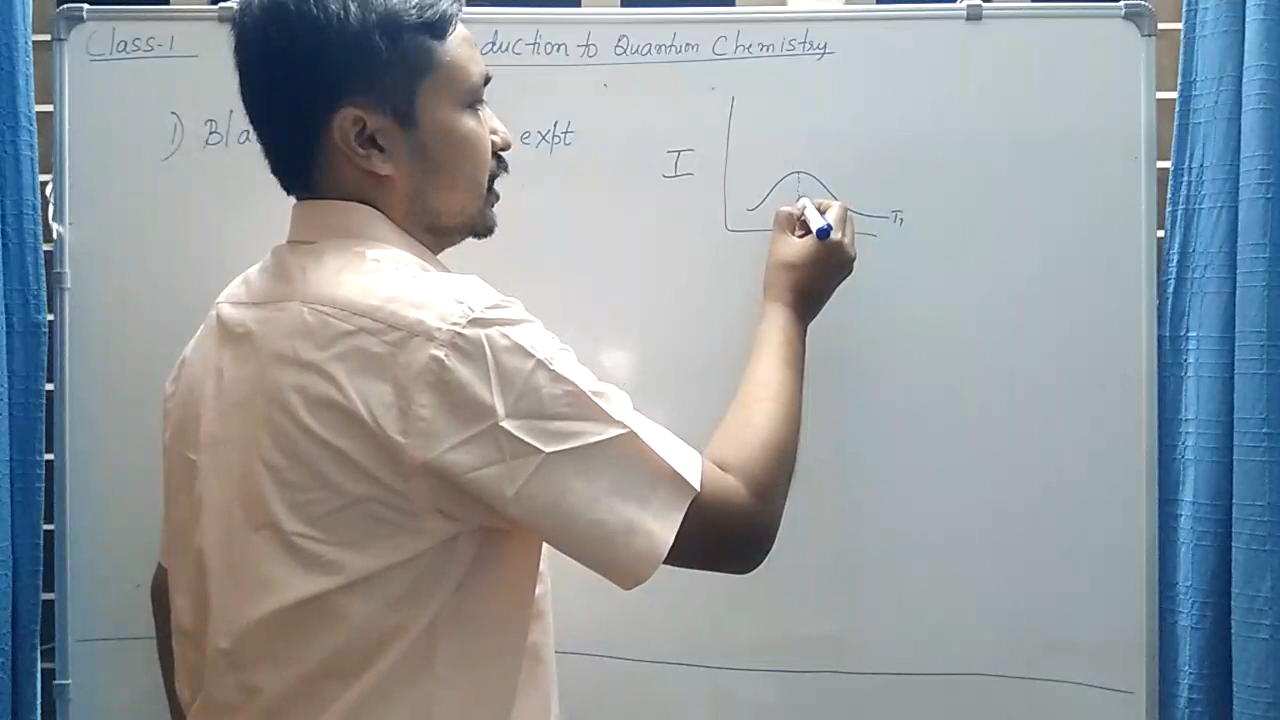 Class-1 duction to Quantum Chemistry
1) Bla expt
I
T₁